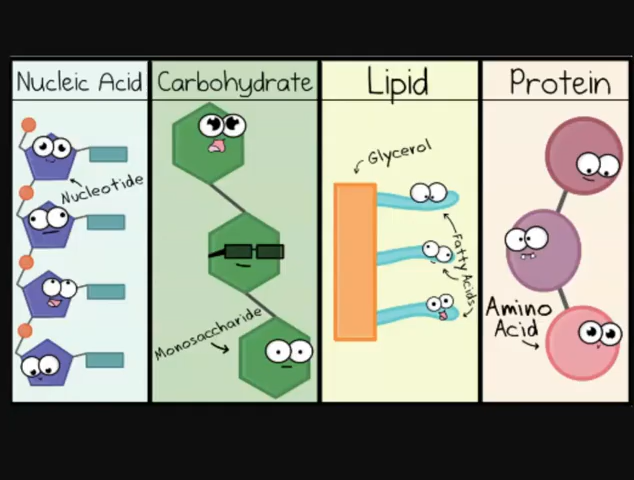 Nucleic Acid
Carbohydrate
Lipid
Protein
Nucleotide
Monosaccharide
Glycerol
Fatty Acids
Amino
Acid